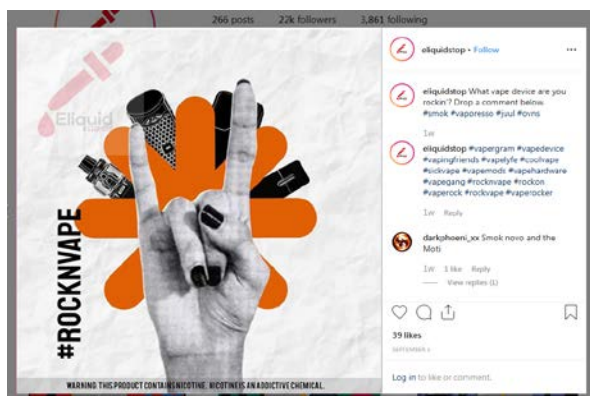 266 posts 22k followers 3,861 following
Eliquid
#ROCKNVAPE
WARNING: THIS PRODUCT CONTAINS NICOTINE. NICOTINE IS AN ADDICTIVE CHEMICAL.
eliquidstop • Follow
eliquidstop What vape device are you
rockin'? Drop a comment below.
#smok #vaporesso #juul #ovns
1w
eliquidstop #vapergram #vapedevice
#vapingfriends #vapelyfe #coolvape
#sickvape #vapemods #vapehardware
#vapegang #rocknvape #rockon
#vaperock #rockvape #vaperocker
1w Reply
darkphoeni_xx Smok novo and the
Moti
1w 1 like Reply
View replies (1)
39 likes
SEPTEMBER
Log in to like or comment.